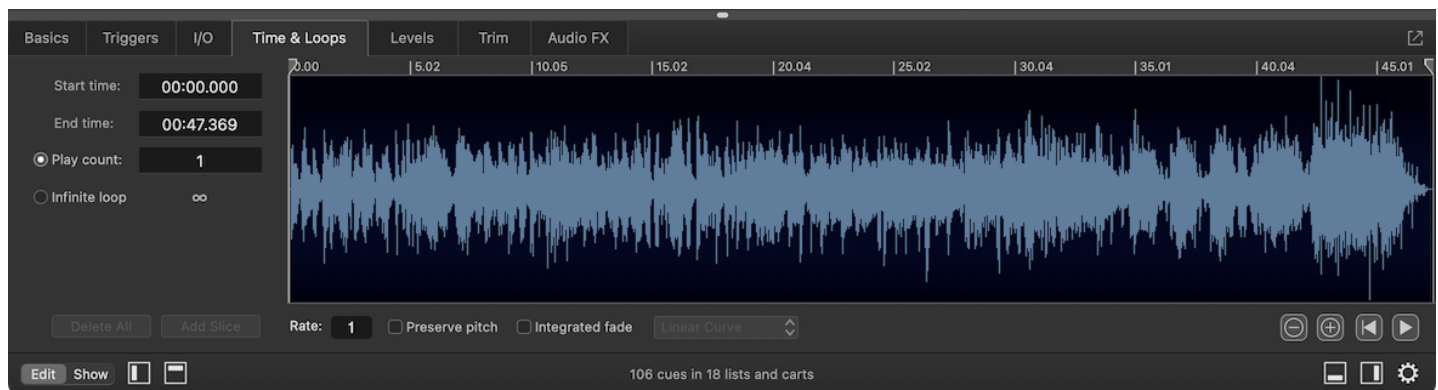 Basics Triggers I/O Time & Loops Levels Trim Audio FX
0.00 5.02 10.05 15.02 20.04 25.02 30.04 35.01 40.04 45.01
Start time: 00:00.000
End time: 00:47.369
Play count: 1
Infinite loop ∞
Delete All Add Slice Rate: 1 Preserve pitch Integrated fade Linear Curve
Edit Show 106 cues in 18 lists and carts